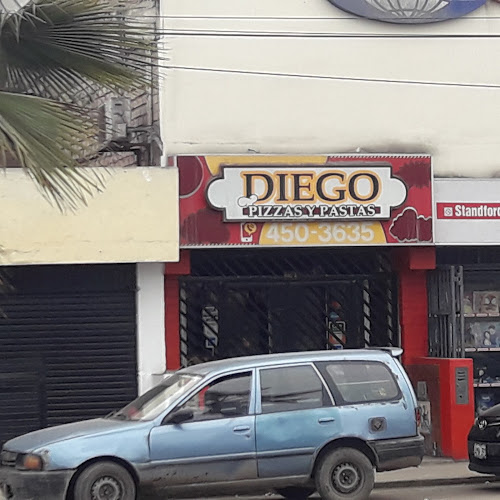 DIEGO
PIZZAS Y PASTAS
450-3635
Standford